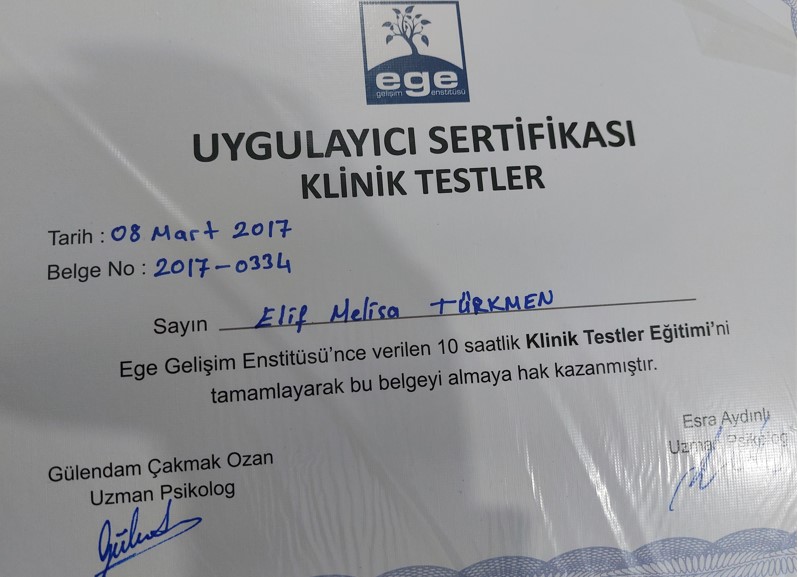 ege
gelişim enstitüsü
UYGULAYICI SERTİFİKASI
KLİNİK TESTLER
Tarih : 08 Mart 2017
Belge No : 2017-0334
Sayın Elif Melisa TÜRKMEN
Ege Gelişim Enstitüsü'nce verilen 10 saatlik Klinik Testler Eğitimi'ni
tamamlayarak bu belgeyi almaya hak kazanmıştır.
Esra Aydınlı
Uzman Psikolog
Gülendam Çakmak Ozan
Uzman Psikolog